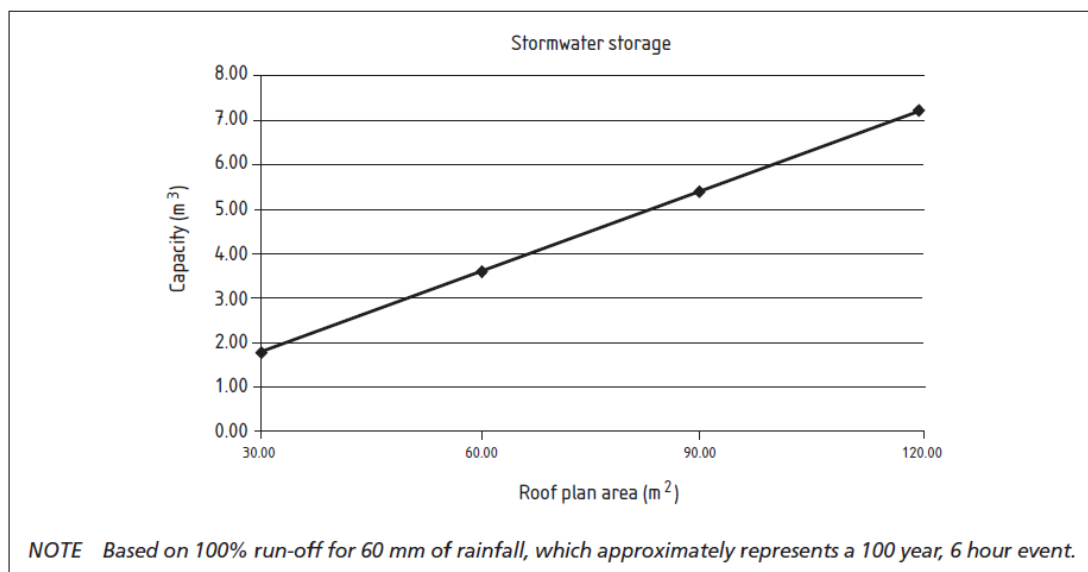 Stormwater storage
8.00
7.00
6.00
5.00
4.00
3.00
2.00
1.00
0.00
Capacity (m³)
30.00 60.00 90.00 120.00
Roof plan area (m²)
NOTE Based on 100% run-off for 60 mm of rainfall, which approximately represents a 100 year, 6 hour event.